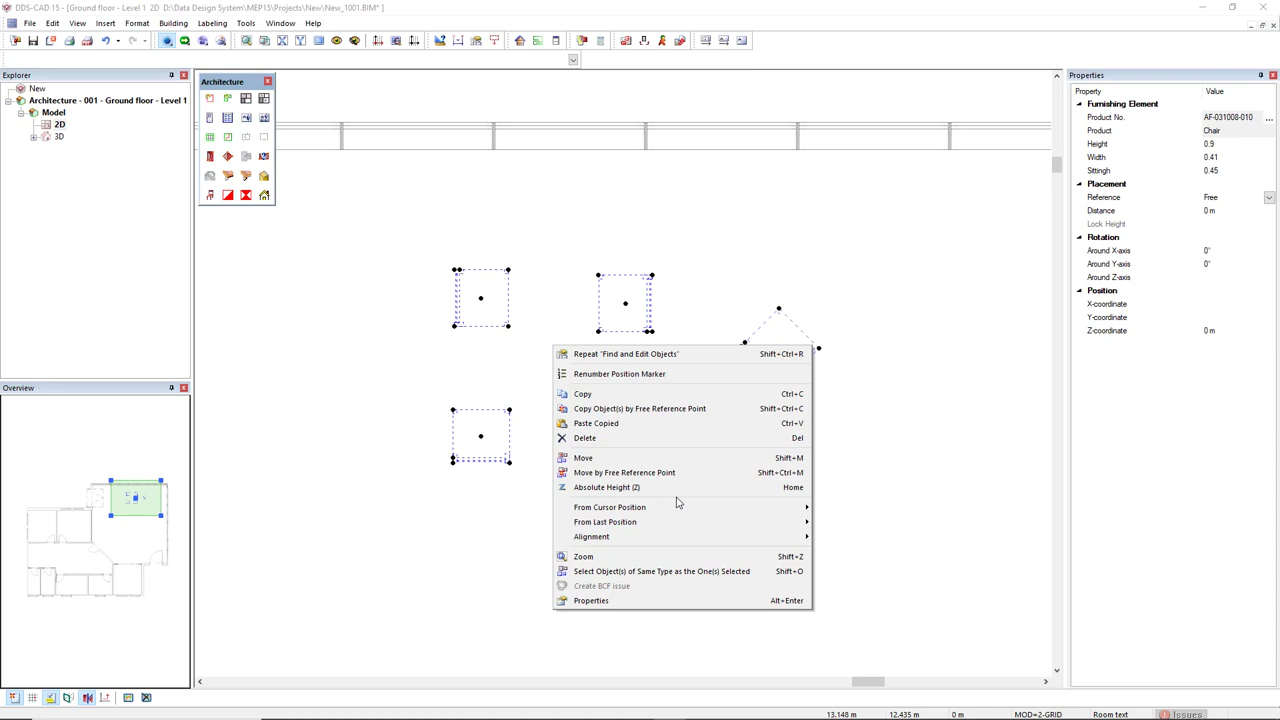 DDS-CAD 15 - [Ground floor - Level 1  2D  D:\Data Design System\MEP15\Projects\New\New_1001.BIM*]
File Edit View Insert Format Building Labeling Tools Window Help
Explorer
New
Architecture - 001 - Ground floor - Level 1
Model
2D
3D
Overview
Architecture
Repeat "Find and Edit Objects" Shift+Ctrl+R
Renumber Position Marker
Copy Ctrl+C
Copy Object(s) by Free Reference Point Shift+Ctrl+C
Paste Copied Ctrl+V
Delete Del
Move Shift+M
Move by Free Reference Point Shift+Ctrl+M
Absolute Height (Z) Home
From Cursor Position
From Last Position
Alignment
Zoom Shift+Z
Select Object(s) of Same Type as the One(s) Selected Shift+O
Create BCF issue
Properties Alt+Enter
Properties
Property Value
Furnishing Element
Product No. AF-031008-010 ...
Product Chair
Height 0.9
Width 0.41
Sittingh 0.45
Placement
Reference Free
Distance 0 m
Lock Height
Rotation
Around X-axis 0°
Around Y-axis 0°
Around Z-axis
Position
X-coordinate
Y-coordinate
Z-coordinate 0 m
13.148 m 12.435 m 0 m MOD=2-GRID Room text Issues